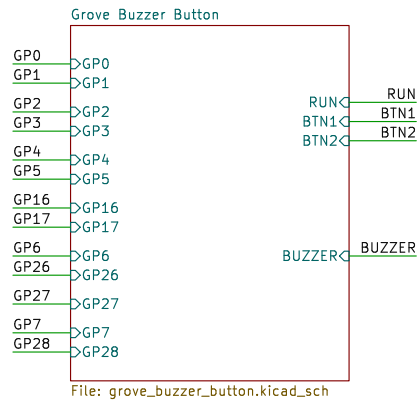 Grove Buzzer Button
GP0
GP0
GP1
GP1
GP2
GP2
GP3
GP3
GP4
GP4
GP5
GP5
GP16
GP16
GP17
GP17
GP6
GP6
GP26
GP26
GP27
GP27
GP7
GP7
GP28
GP28
RUN
RUN
BTN1
BTN1
BTN2
BTN2
BUZZER
BUZZER
File: grove_buzzer_button.kicad_sch